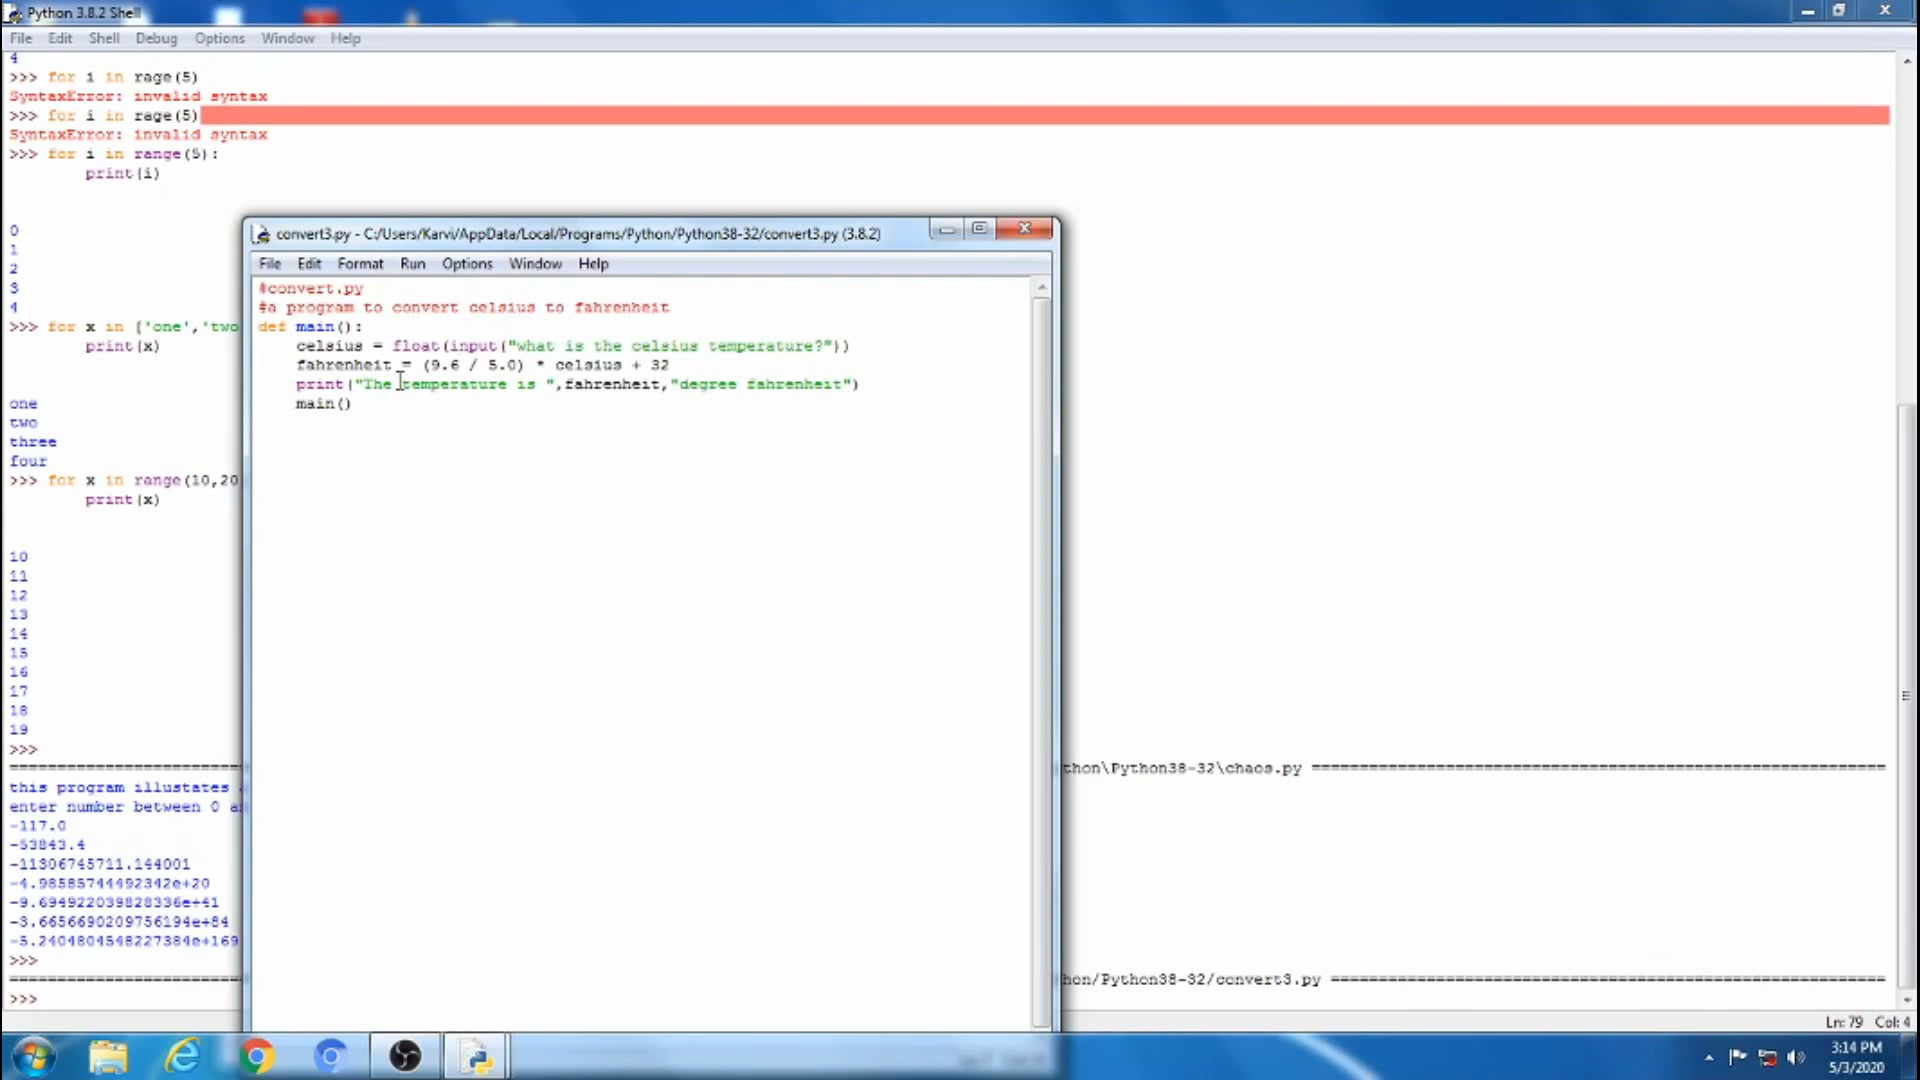 Python 3.8.2 Shell
File Edit Shell Debug Options Window Help
4
>>> for i in rage(5)
SyntaxError: invalid syntax
>>> for i in rage(5)
SyntaxError: invalid syntax
>>> for i in range(5):
print(i)
0
1
2
3
4
>>> for x in ['one','two
print(x)
one
two
three
four
>>> for x in range(10,20
print(x)
10
11
12
13
14
15
16
17
18
19
>>>
thon\Python38-32\chaos.py
this program illustates
enter number between 0
-117.0
-53843.4
-11306745711.144001
-4.98585744492342e+20
-9.694922039828336e+41
-3.6656690209756194e+84
-5.2404804548227384e+169
>>>
hon/Python38-32/convert3.py
>>>
Ln: 79 Col: 4
convert3.py - C:/Users/Karvi/AppData/Local/Programs/Python/Python38-32/convert3.py (3.8.2)
File Edit Format Run Options Window Help
#convert.py
#a program to convert celsius to fahrenheit
def main():
celsius = float(input("what is the celsius temperature?"))
fahrenheit = (9.6 / 5.0) * celsius + 32
print("The temperature is ",fahrenheit,"degree fahrenheit")
main()
3:14 PM
5/3/2020